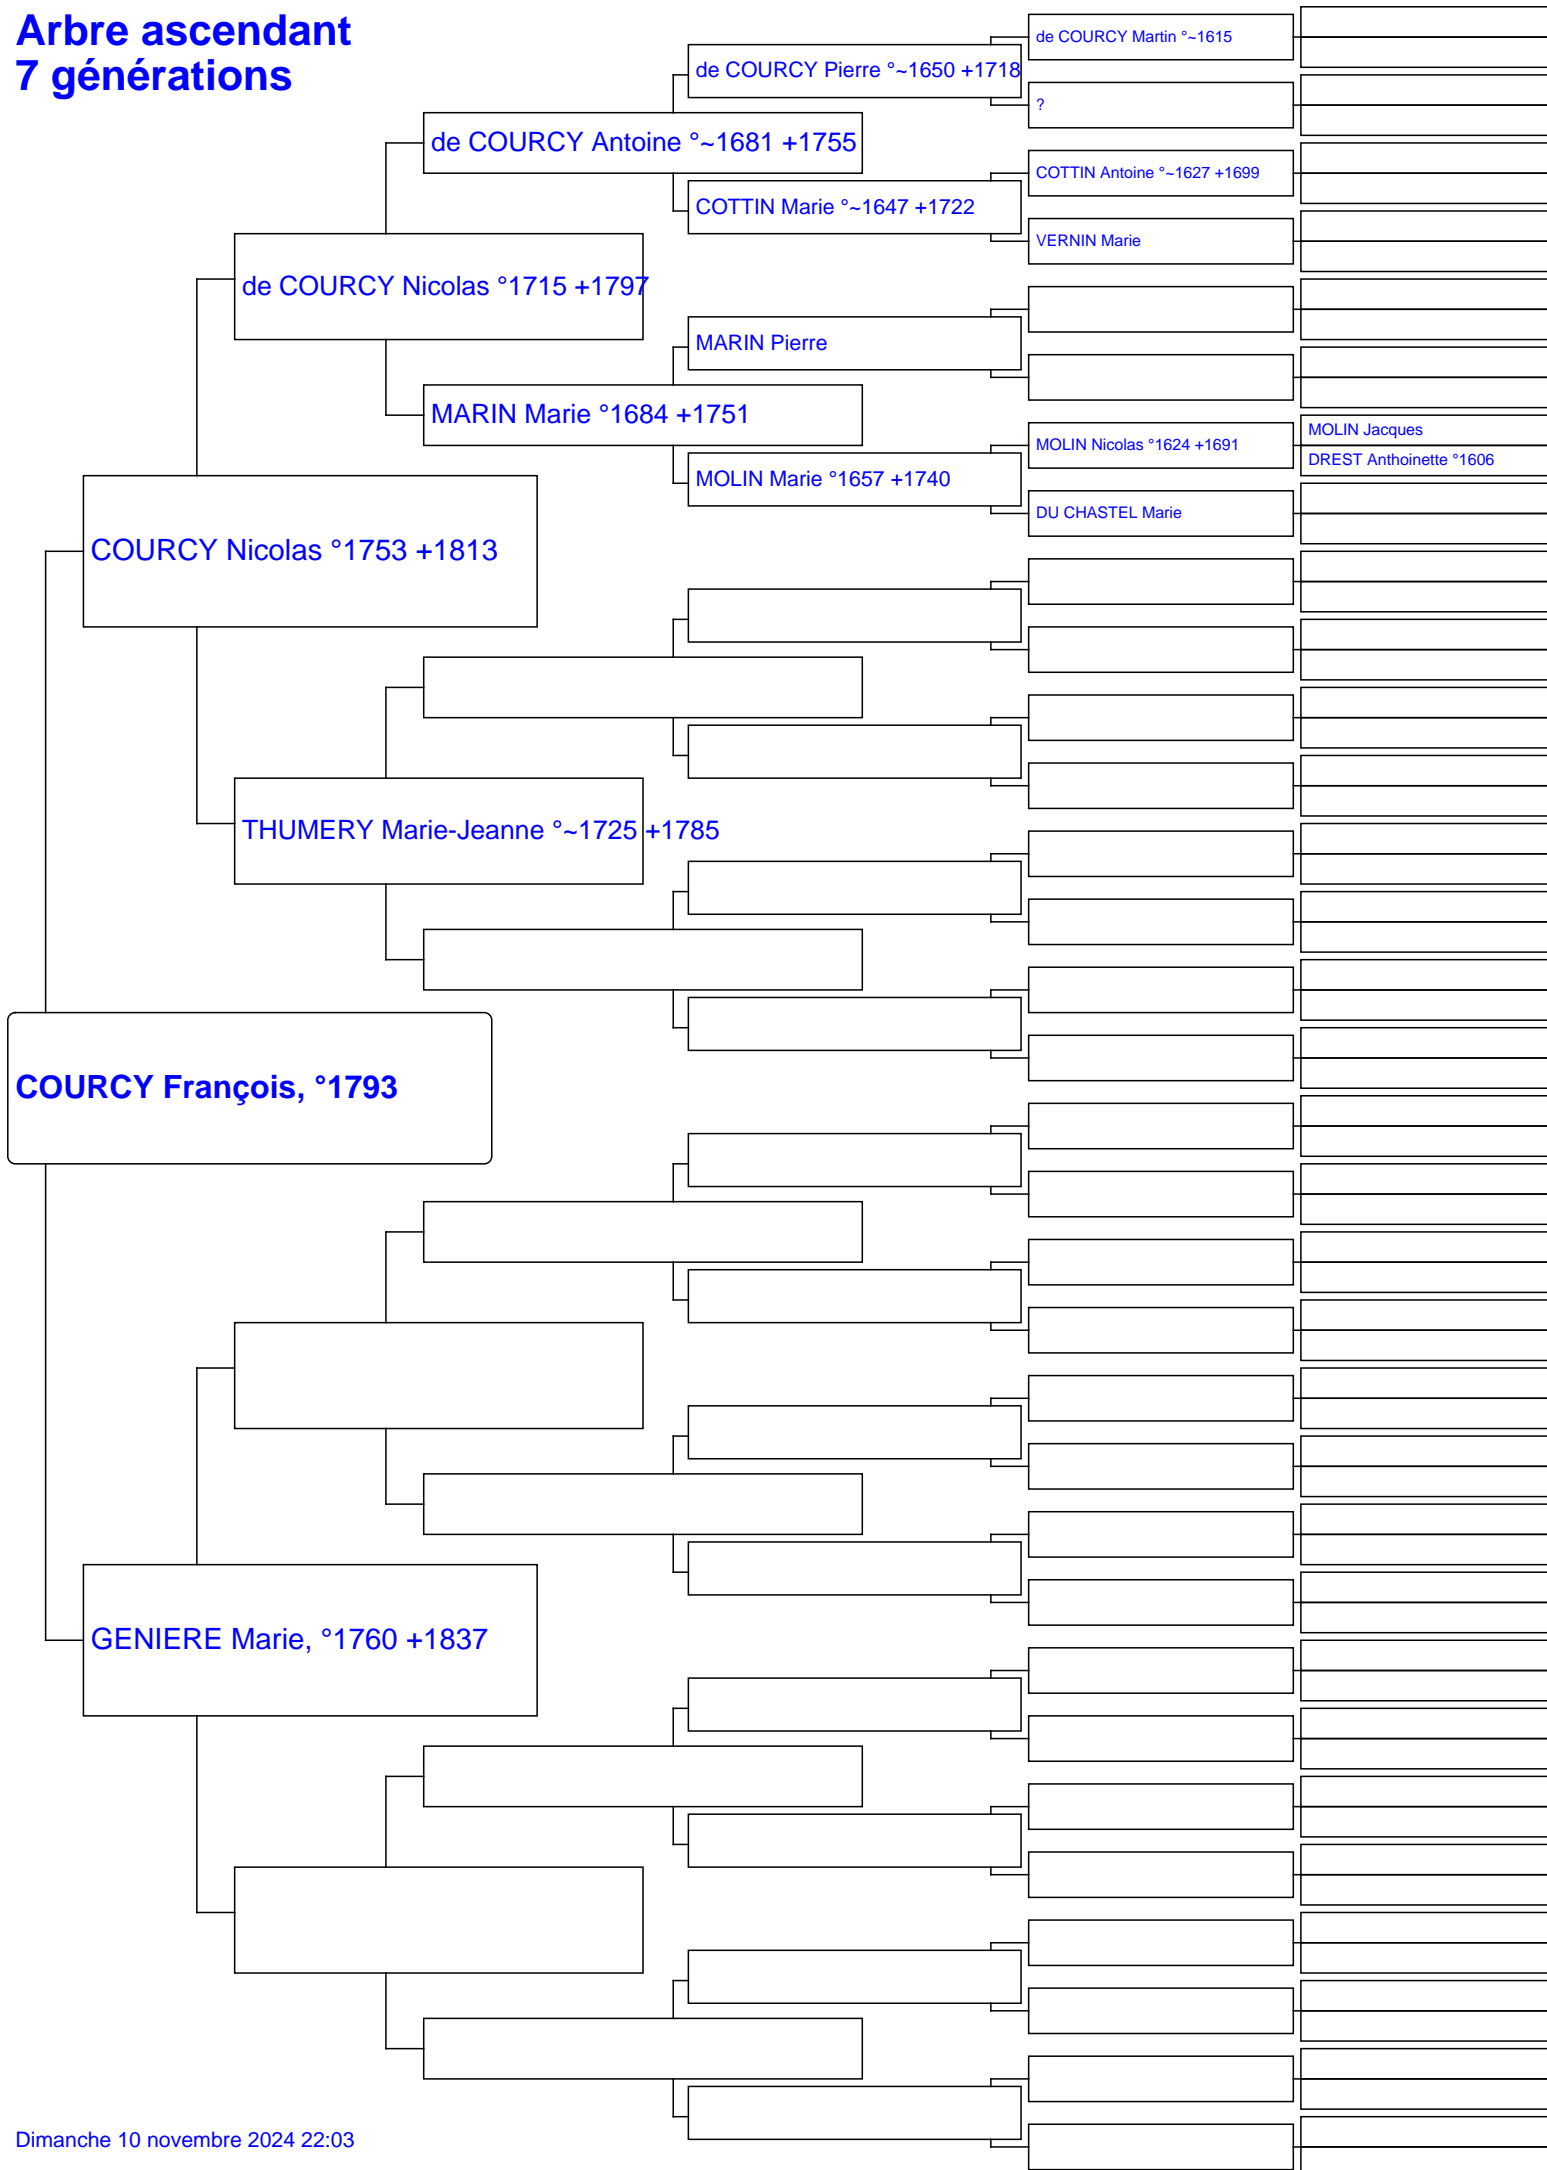 Arbre ascendant
7 générations
de COURCY Martin °~1615
de COURCY Pierre °~1650 +1718
?
de COURCY Antoine °~1681 +1755
COTTIN Antoine °~1627 +1699
COTTIN Marie °~1647 +1722
VERNIN Marie
de COURCY Nicolas °1715 +1797
MARIN Pierre
MARIN Marie °1684 +1751
MOLIN Jacques
MOLIN Nicolas °1624 +1691
DREST Anthoinette °1606
MOLIN Marie °1657 +1740
DU CHASTEL Marie
COURCY Nicolas °1753 +1813
THUMERY Marie-Jeanne °~1725 +1785
COURCY François, °1793
GENIERE Marie, °1760 +1837
Dimanche 10 novembre 2024 22:03